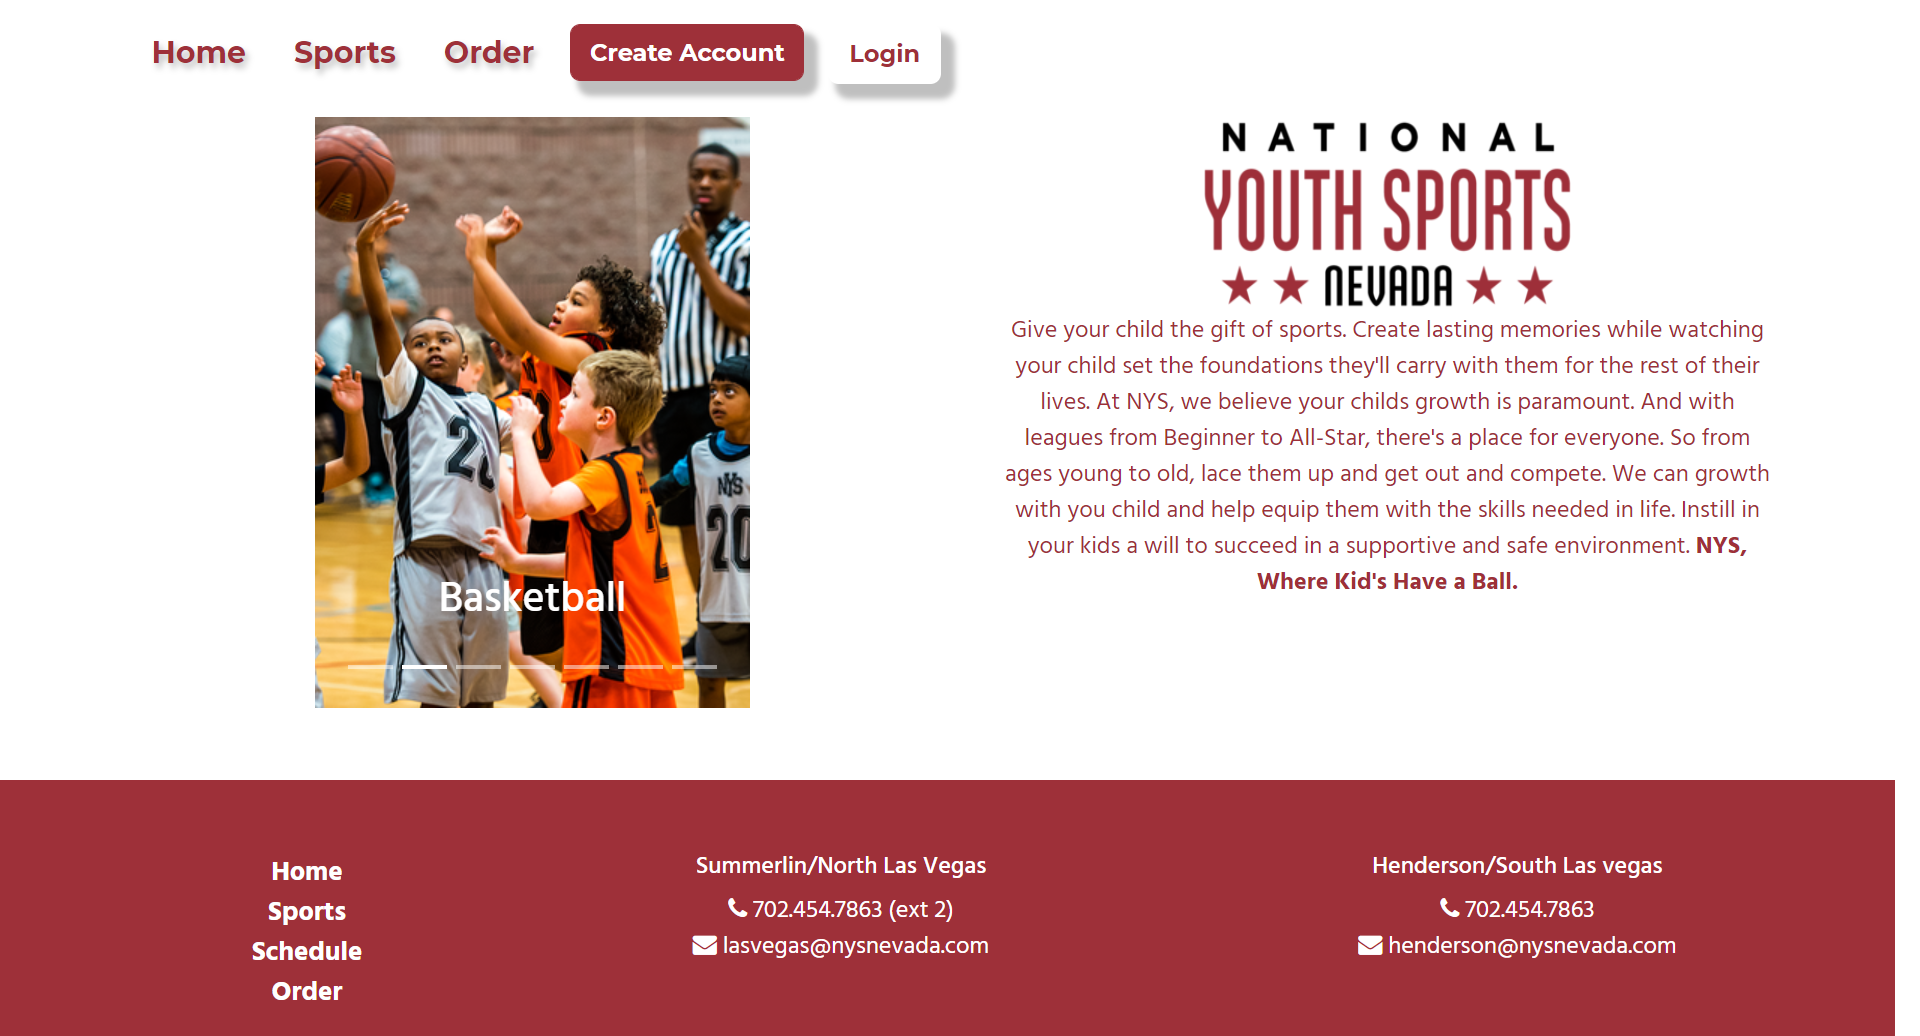 Home Sports Order Create Account Login
NATIONAL
YOUTH SPORTS
NEVADA
Give your child the gift of sports. Create lasting memories while watching
your child set the foundations they'll carry with them for the rest of their
lives. At NYS, we believe your childs growth is paramount. And with
leagues from Beginner to All-Star, there's a place for everyone. So from
ages young to old, lace them up and get out and compete. We can growth
with you child and help equip them with the skills needed in life. Instill in
your kids a will to succeed in a supportive and safe environment. NYS,
Where Kid's Have a Ball.
NYS
20
Basketball
Home
Sports
Schedule
Order
Summerlin/North Las Vegas
702.454.7863 (ext 2)
lasvegas@nysnevada.com
Henderson/South Las vegas
702.454.7863
henderson@nysnevada.com